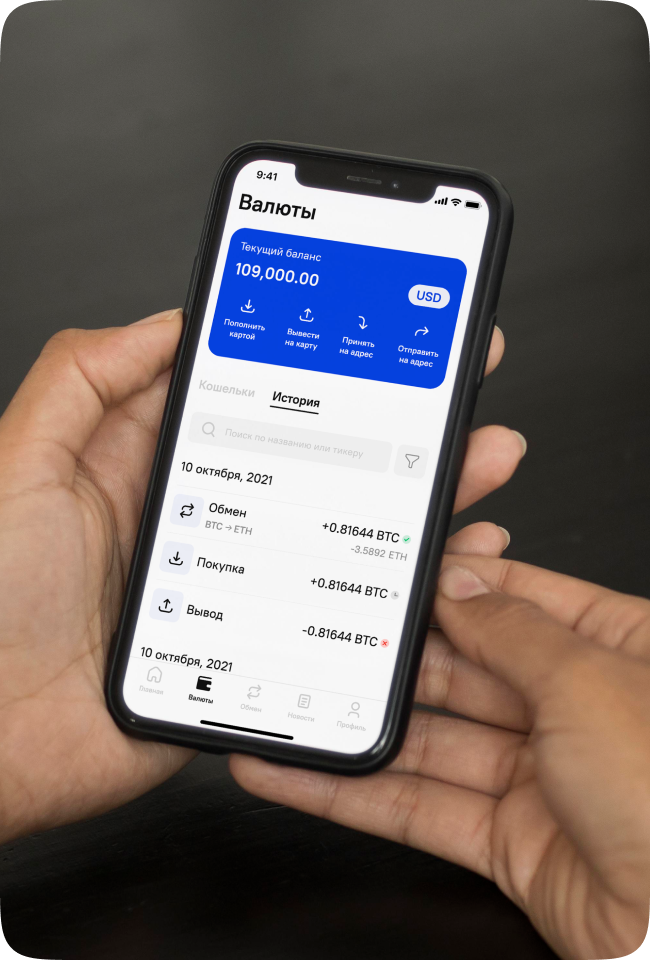 9:41
Валюты
Текущий баланс
109,000.00
USD
Пополнить
картой
Вывести
на карту
Принять
на адрес
Отправить
на адрес
Кошельки
История
Поиск по названию или тикеру
10 октября, 2021
Обмен
+0.81644 BTC
BTC → ETH
-3.5892 ETH
Покупка
+0.81644 BTC
Вывод
-0.81644 BTC
10 октября, 2021
Главная
Валюты
Обмен
Новости
Профиль